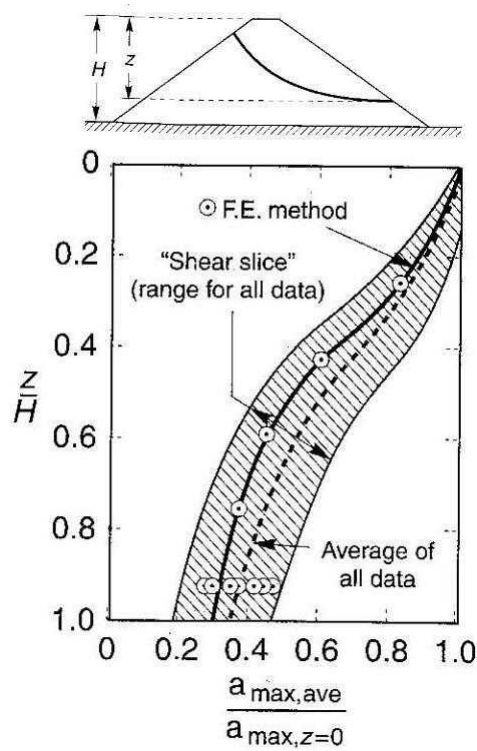 H
z
F.E. method
"Shear slice"
(range for all data)
Average of
all data
z
H
0
0.2
0.4
0.6
0.8
1.0
0
0.2
0.4
0.6
0.8
1.0
a max,ave
a max,z=0